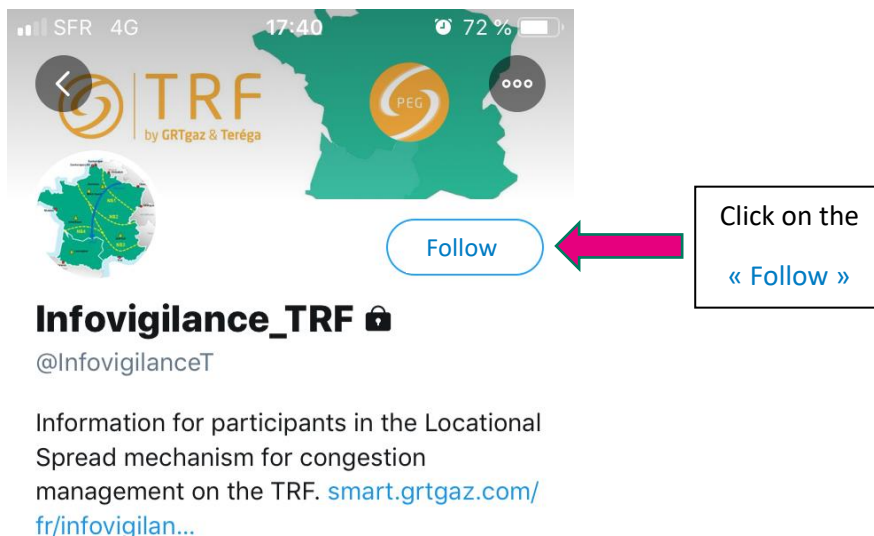 SFR 4G 17:40 72 %
TRF
by GRTgaz & Teréga
PEG
Follow
Click on the
« Follow »
Infovigilance_TRF
@InfovigilanceT
Information for participants in the Locational
Spread mechanism for congestion
management on the TRF. smart.grtgaz.com/
fr/infovigilan...